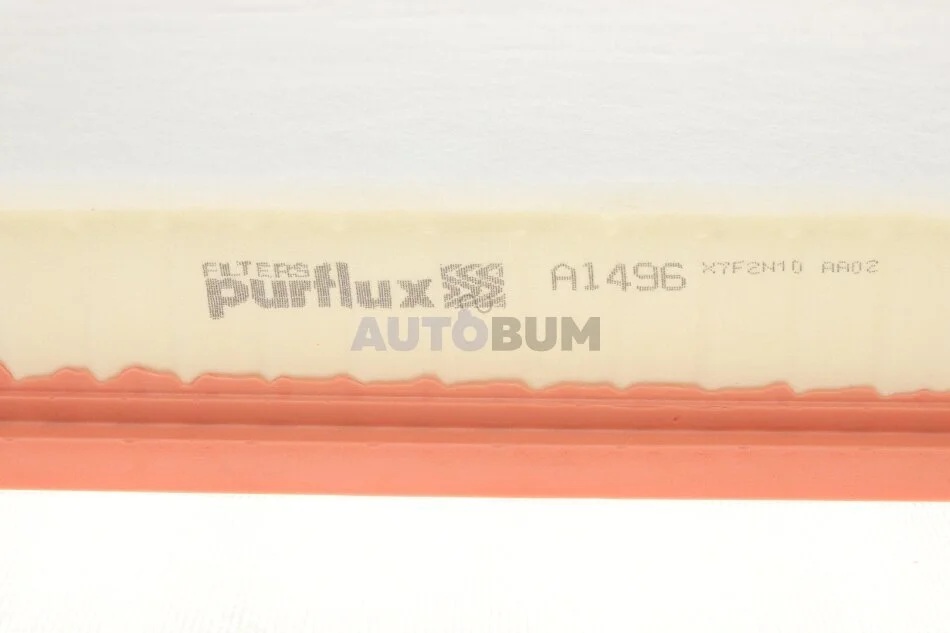 FILTERS
purflux A1496 X7F2N10 AA02
AUTOBUM